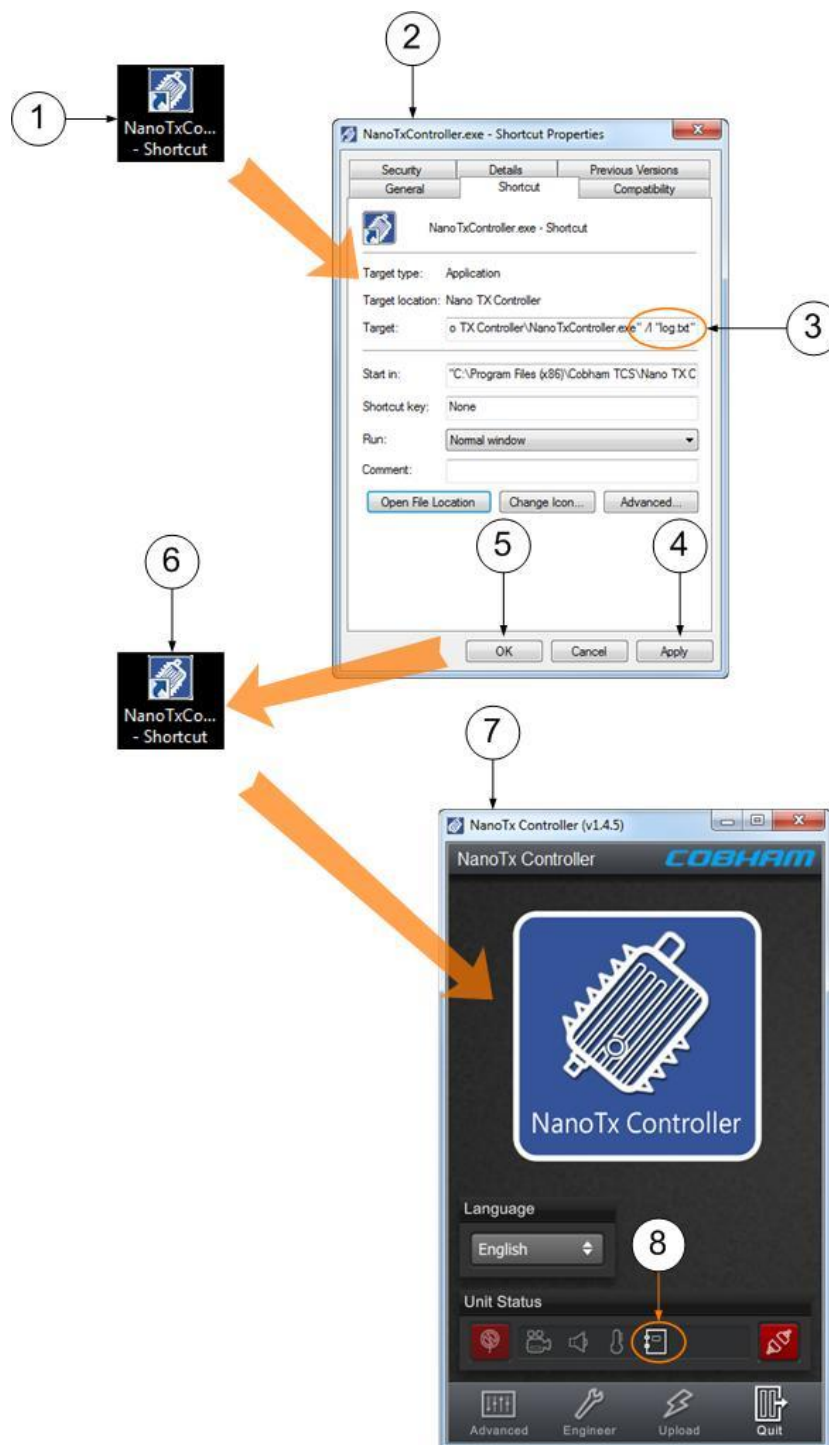 2
1
NanoTxCo...
- Shortcut
NanoTxController.exe - Shortcut Properties
Security Details Previous Versions
General Shortcut Compatibility
NanoTxController.exe - Shortcut
Target type: Application
Target location: Nano TX Controller
3
Target: o TX Controller\NanoTxController.exe" /l "log.txt"
Start in: "C:\Program Files (x86)\Cobham TCS\Nano TX C
Shortcut key: None
Run: Normal window
Comment:
Open File Location Change Icon... Advanced...
5 4
6
OK Cancel Apply
NanoTxCo...
- Shortcut
7
NanoTx Controller (v1.4.5)
NanoTx Controller COBHAM
NanoTx Controller
Language
English
8
Unit Status
Advanced Engineer Upload Quit